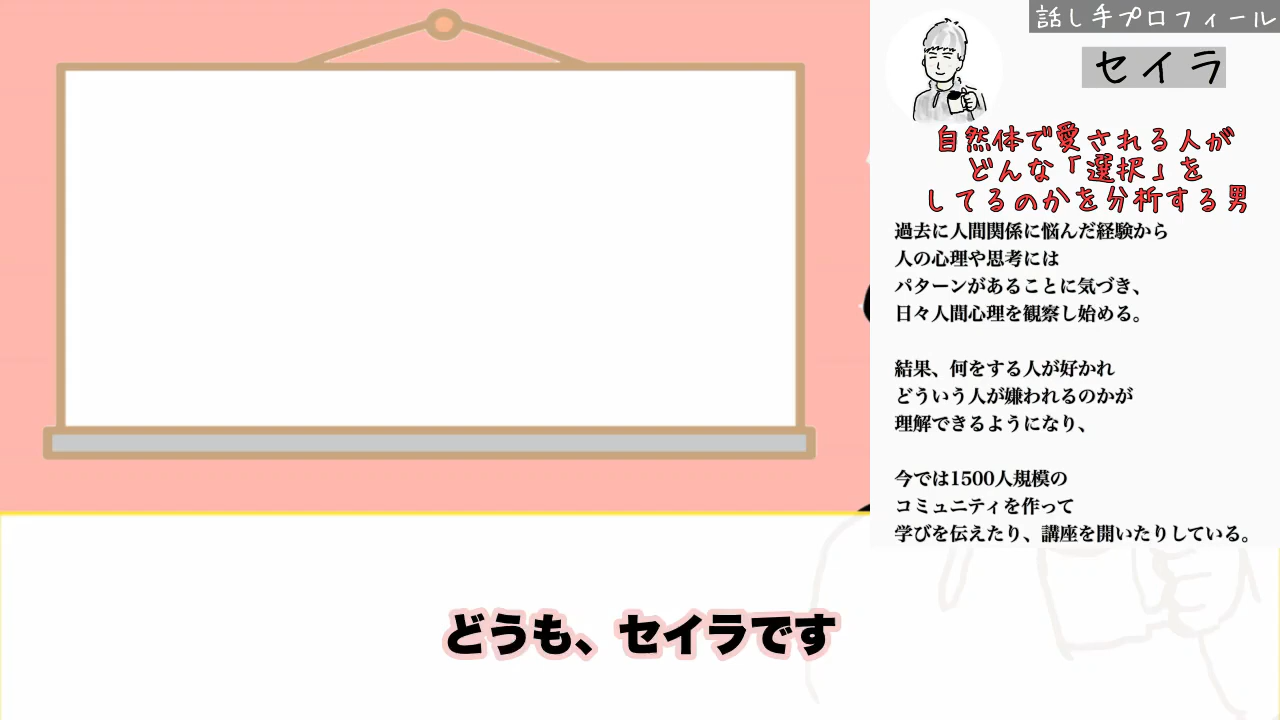 話し手プロフィール
セイラ
自然体で愛される人が
どんな「選択」を
してるのかを分析する男
過去に人間関係に悩んだ経験から
人の心理や思考には
パターンがあることに気づき、
日々人間心理を観察し始める。
結果、何をする人が好かれ
どういう人が嫌われるのかが
理解できるようになり、
今では1500人規模の
コミュニティを作って
学びを伝えたり、講座を開いたりしている。
どうも、セイラです